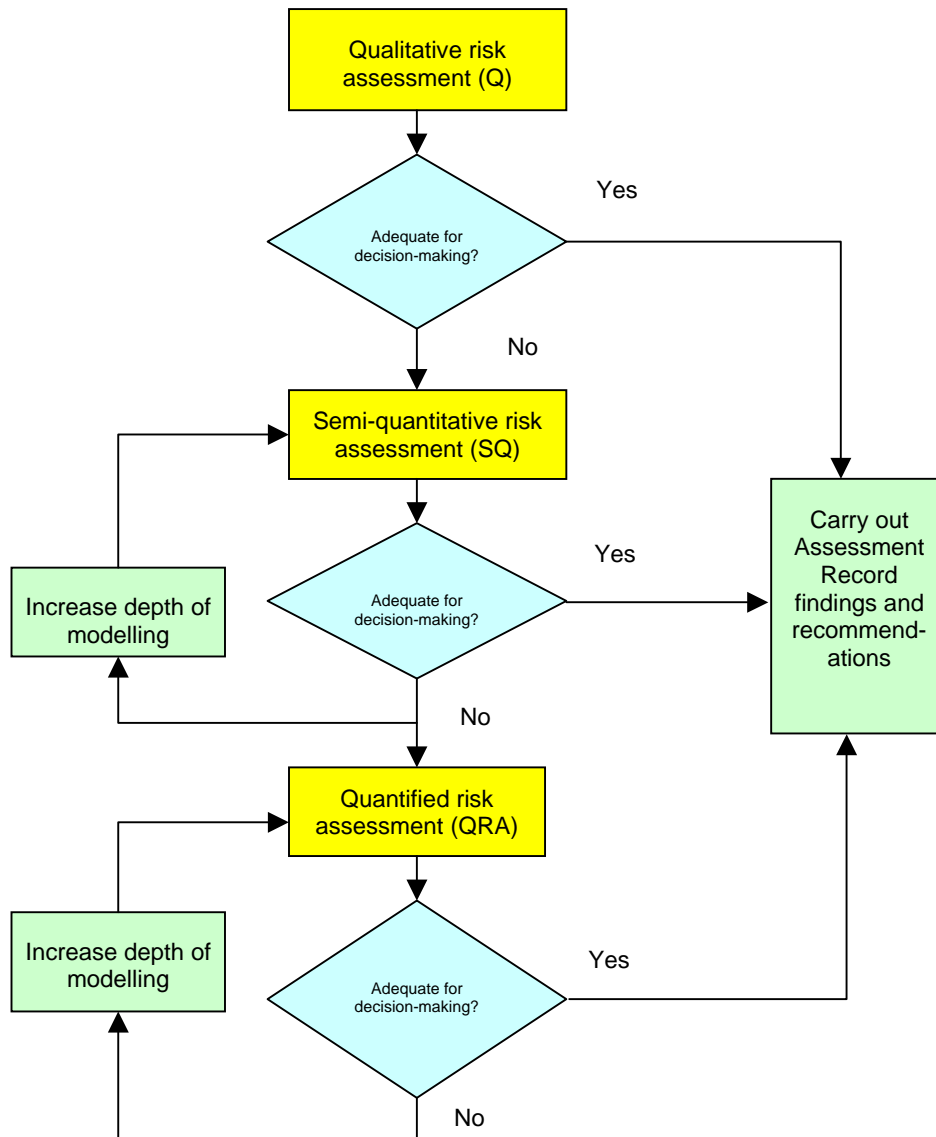 Qualitative risk
assessment (Q)
Yes
Adequate for
decision-making?
No
Semi-quantitative risk
assessment (SQ)
Carry out
Assessment
Record
findings and
recommend-
ations
Yes
Increase depth of
modelling
Adequate for
decision-making?
No
Quantified risk
assessment (QRA)
Increase depth of
modelling
Yes
Adequate for
decision-making?
No